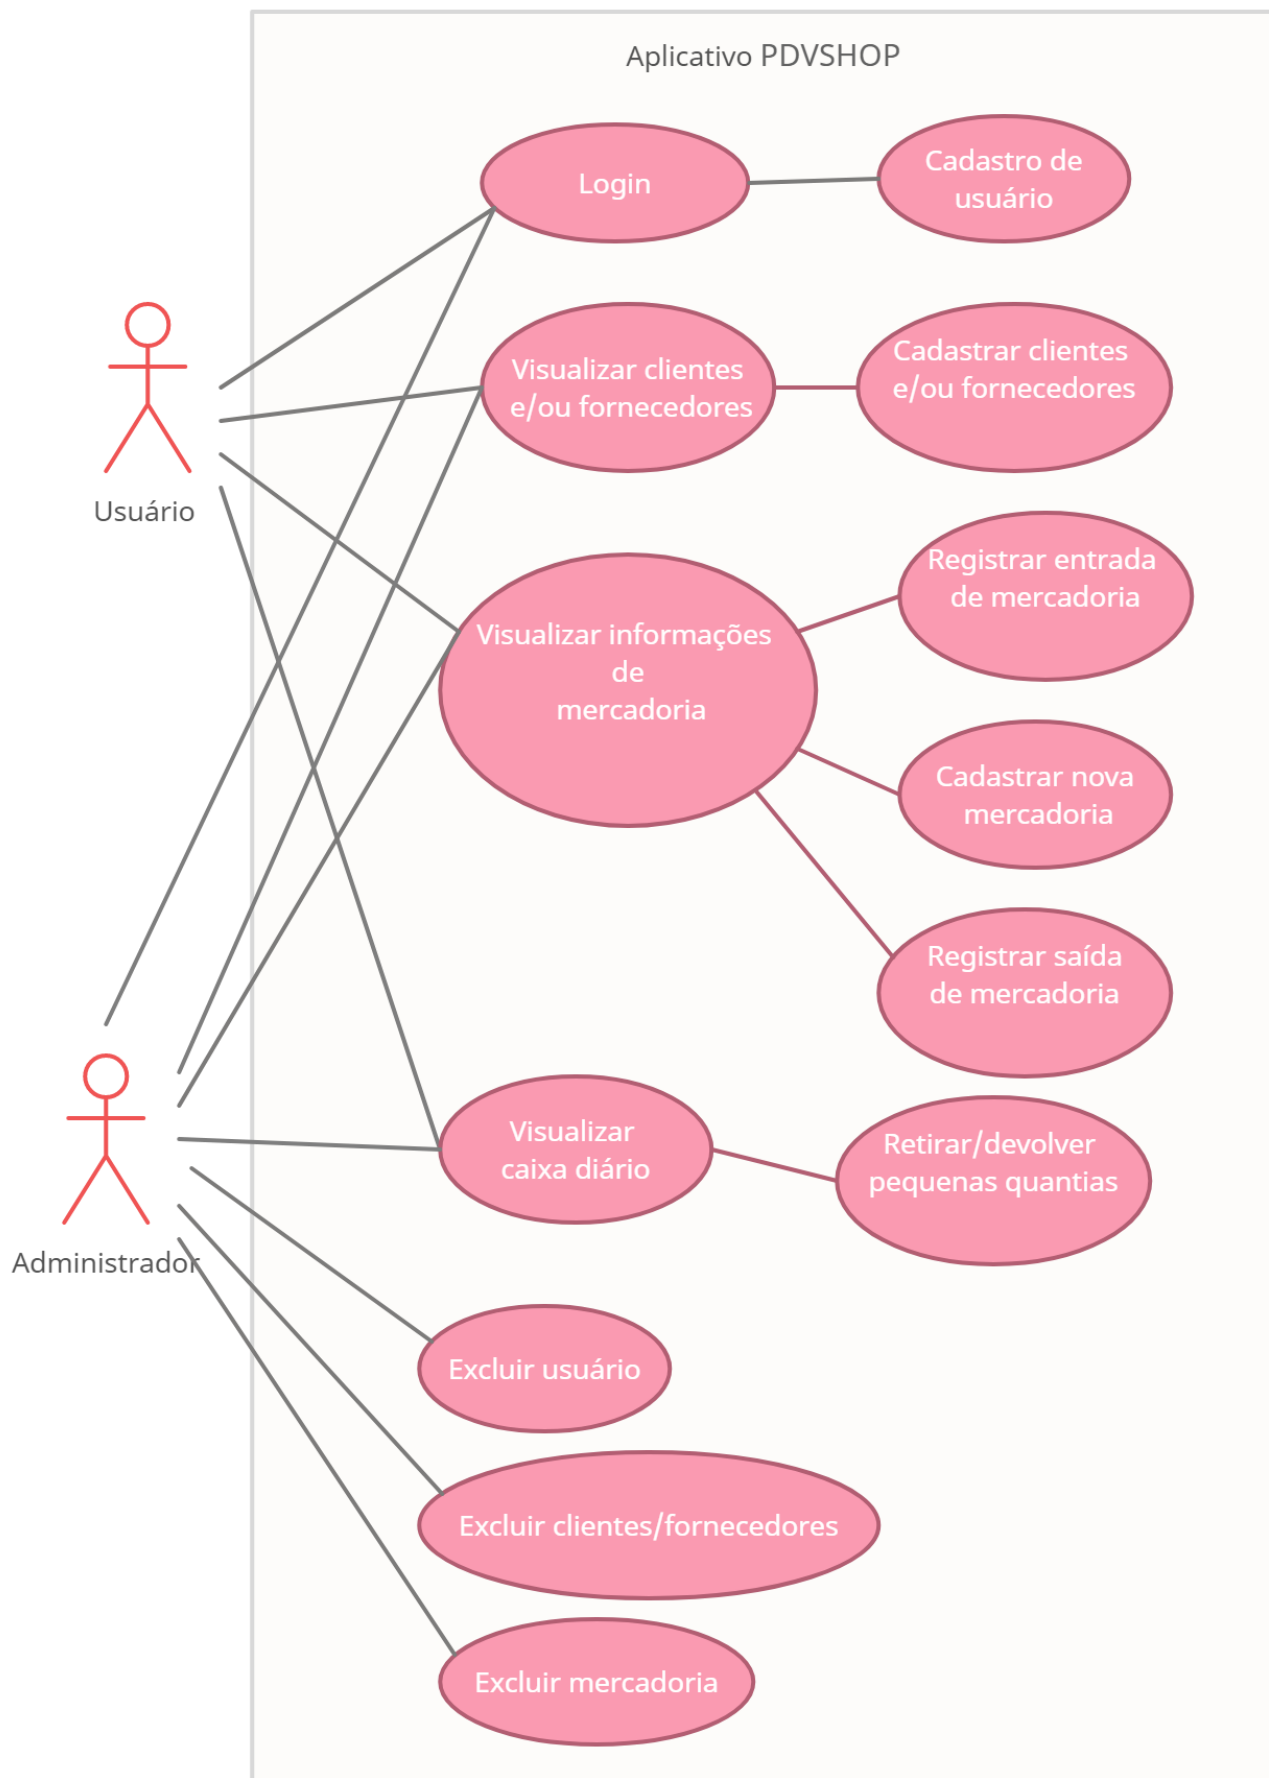 Aplicativo PDVSHOP
Login
Cadastro de
usuário
Visualizar clientes
e/ou fornecedores
Cadastrar clientes
e/ou fornecedores
Usuário
Visualizar informações
de
mercadoria
Registrar entrada
de mercadoria
Cadastrar nova
mercadoria
Registrar saída
de mercadoria
Administrador
Visualizar
caixa diário
Retirar/devolver
pequenas quantias
Excluir usuário
Excluir clientes/fornecedores
Excluir mercadoria